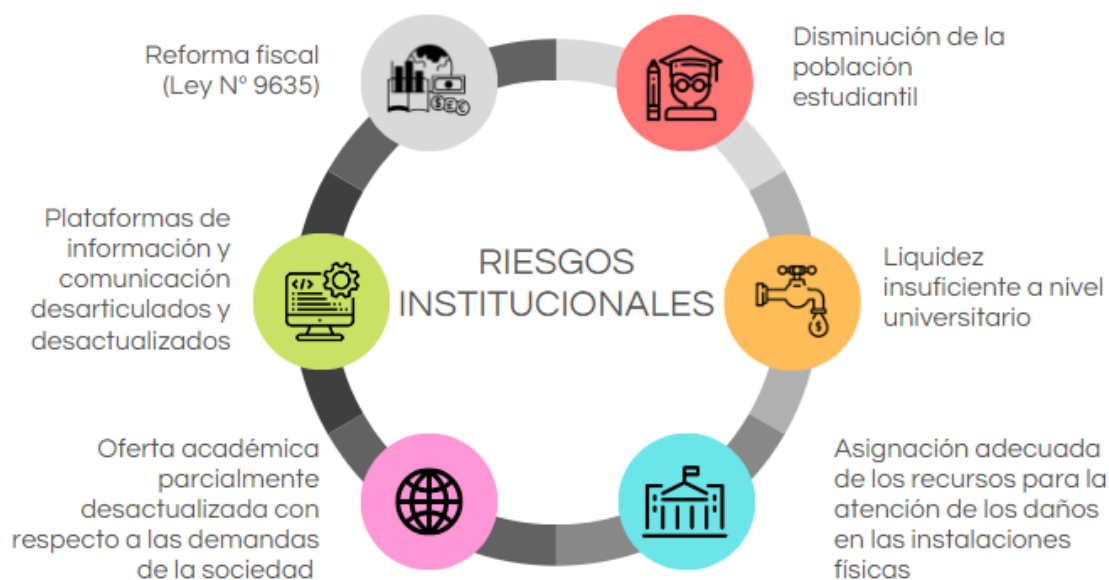 Reforma fiscal
(Ley N° 9635)
Disminución de la
población
estudiantil
Plataformas de
información y
comunicación
desarticulados y
desactualizados
RIESGOS
INSTITUCIONALES
Liquidez
insuficiente a nivel
universitario
Oferta académica
parcialmente
desactualizada con
respecto a las demandas
de la sociedad
Asignación adecuada
de los recursos para la
atención de los daños
en las instalaciones
físicas